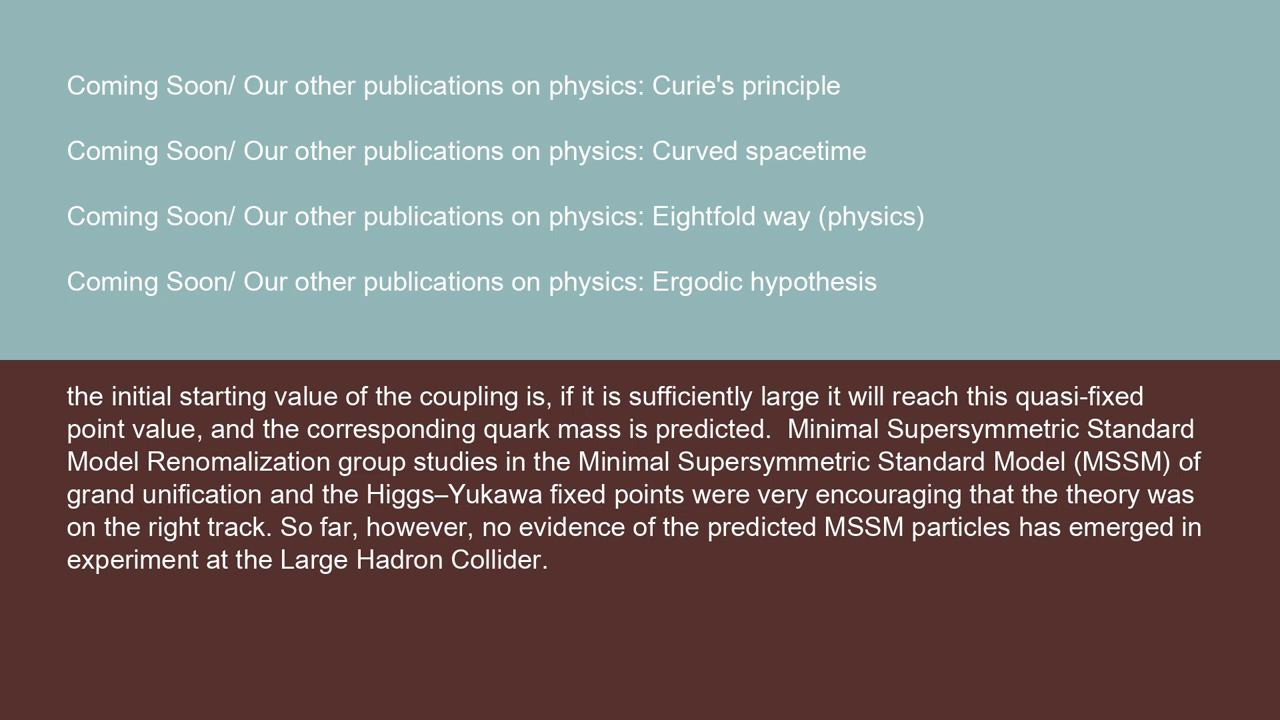 Coming Soon/ Our other publications on physics: Curie's principle
Coming Soon/ Our other publications on physics: Curved spacetime
Coming Soon/ Our other publications on physics: Eightfold way (physics)
Coming Soon/ Our other publications on physics: Ergodic hypothesis
the initial starting value of the coupling is, if it is sufficiently large it will reach this quasi-fixed
point value, and the corresponding quark mass is predicted.  Minimal Supersymmetric Standard
Model Renomalization group studies in the Minimal Supersymmetric Standard Model (MSSM) of
grand unification and the Higgs–Yukawa fixed points were very encouraging that the theory was
on the right track. So far, however, no evidence of the predicted MSSM particles has emerged in
experiment at the Large Hadron Collider.